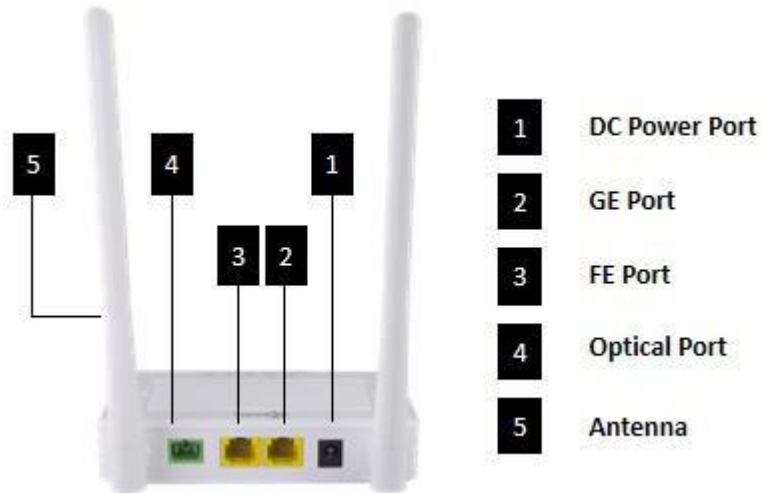 5
4
1
3
2
1 DC Power Port
2 GE Port
3 FE Port
4 Optical Port
5 Antenna